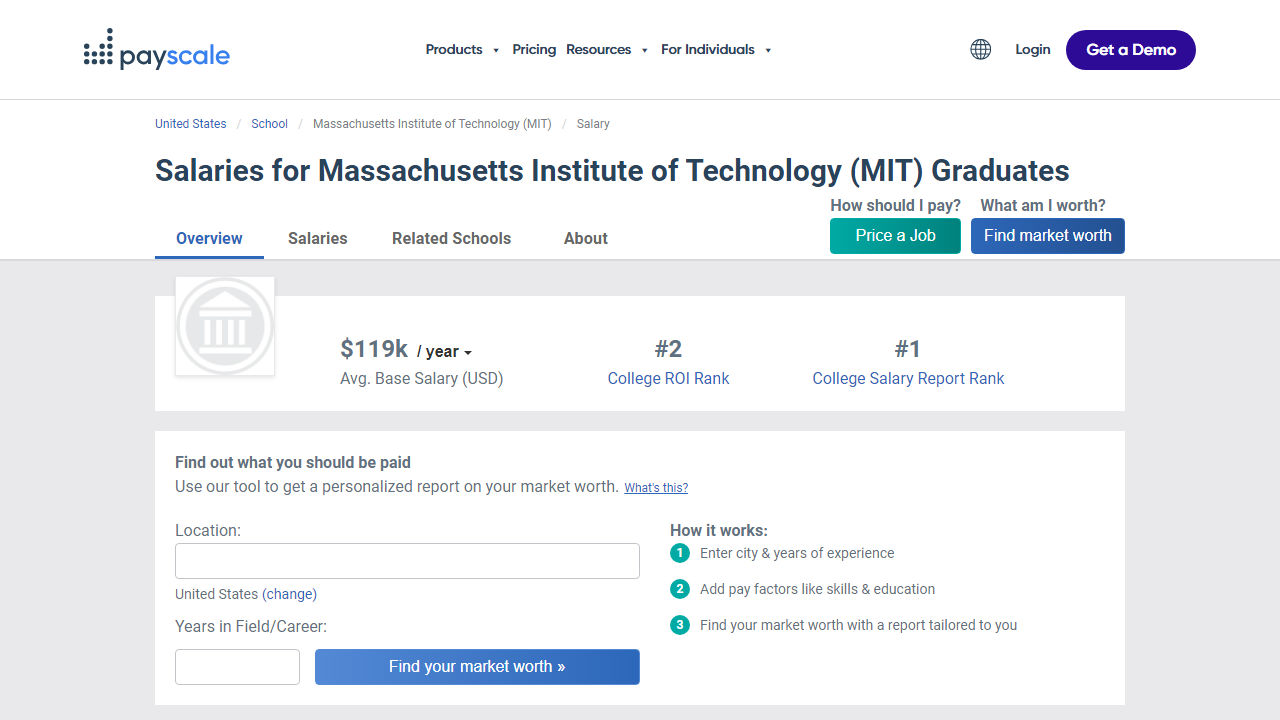 payscale
Products Pricing Resources For Individuals
Login
Get a Demo
United States / School / Massachusetts Institute of Technology (MIT) / Salary
Salaries for Massachusetts Institute of Technology (MIT) Graduates
How should I pay? What am I worth?
Overview Salaries Related Schools About
Price a Job Find market worth
$119k / year #2 #1
Avg. Base Salary (USD) College ROI Rank College Salary Report Rank
Find out what you should be paid
Use our tool to get a personalized report on your market worth. What's this?
Location:
United States (change)
Years in Field/Career:
Find your market worth »
How it works:
1 Enter city & years of experience
2 Add pay factors like skills & education
3 Find your market worth with a report tailored to you